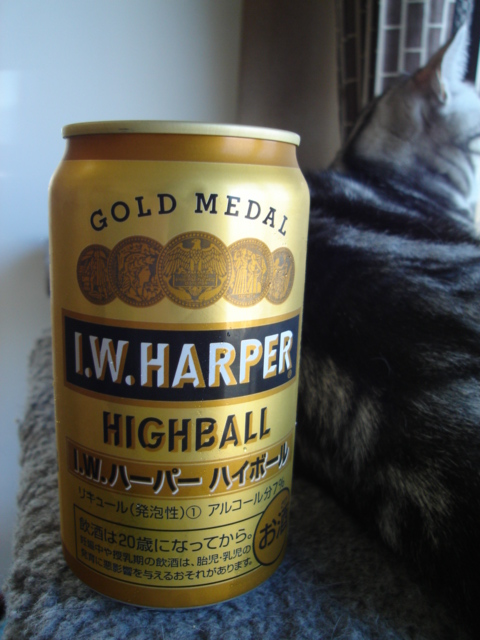 GOLD MEDAL
I.W.HARPER
HIGHBALL
I.W.ハーパー ハイボール
リキュール(発泡性)① アルコール分7%
飲酒は20歳になってから。
妊娠中や授乳期の飲酒は、胎児・乳児の
発育に悪影響を与えるおそれがあります。
お酒